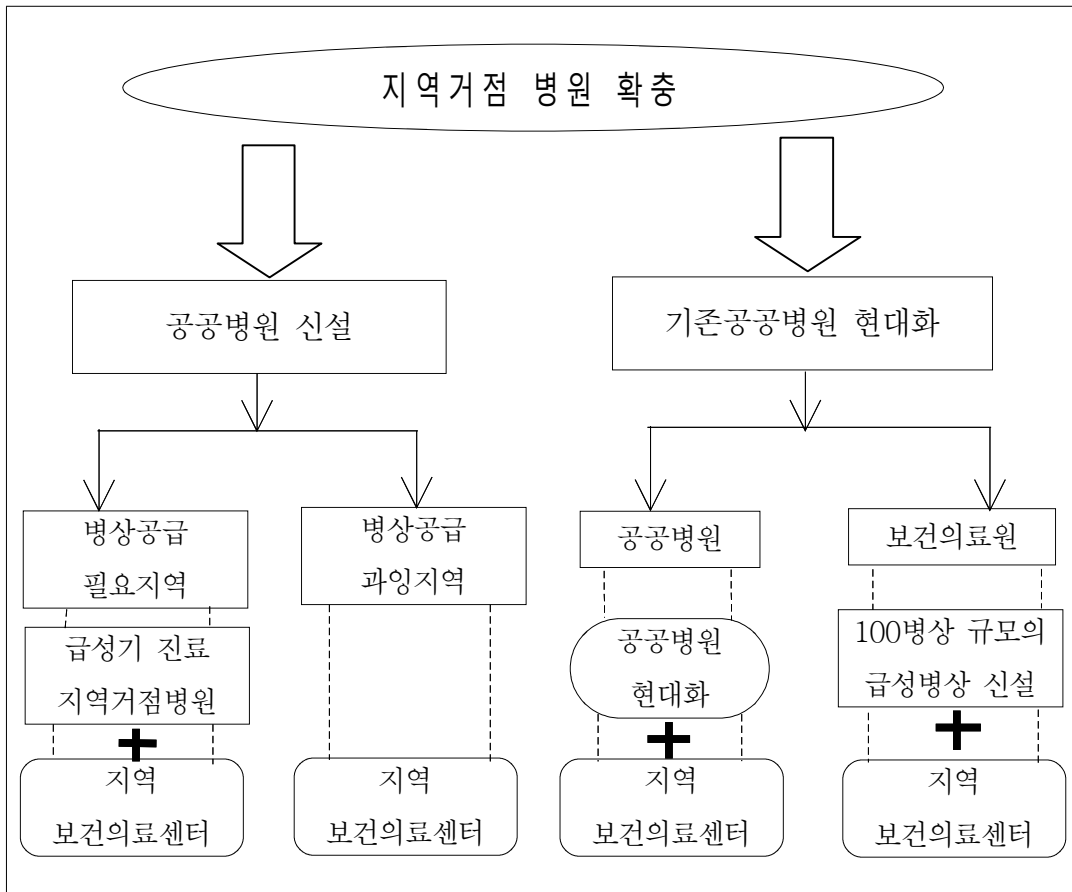 지역거점 병원 확충
공공병원 신설
기존공공병원 현대화
병상공급
필요지역
병상공급
과잉지역
공공병원
보건의료원
급성기 진료
지역거점병원
공공병원
현대화
100병상 규모의
급성병상 신설
지역
보건의료센터
지역
보건의료센터
지역
보건의료센터
지역
보건의료센터